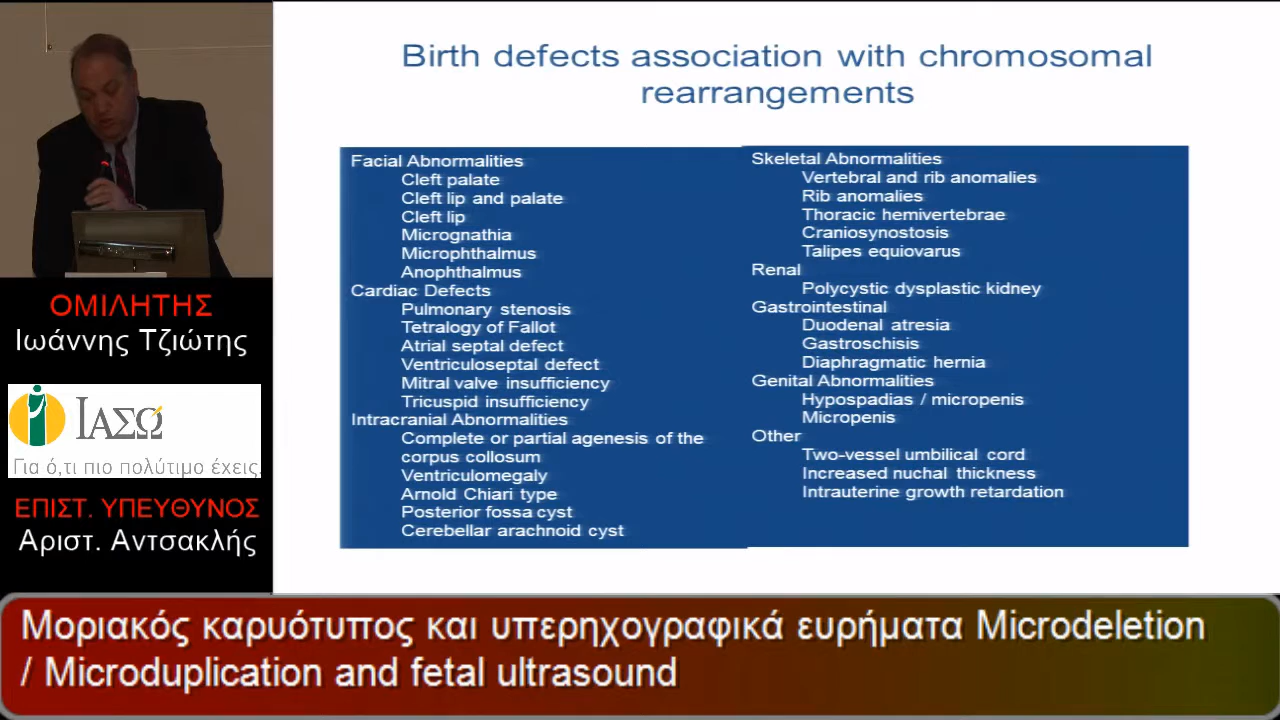 Birth defects association with chromosomal
rearrangements
Facial Abnormalities
Cleft palate
Cleft lip and palate
Cleft lip
Micrognathia
Microphthalmus
Anophthalmus
Cardiac Defects
Pulmonary stenosis
Tetralogy of Fallot
Atrial septal defect
Ventriculoseptal defect
Mitral valve insufficiency
Tricuspid insufficiency
Intracranial Abnormalities
Complete or partial agenesis of the
corpus collosum
Ventriculomegaly
Arnold Chiari type
Posterior fossa cyst
Cerebellar arachnoid cyst
Skeletal Abnormalities
Vertebral and rib anomalies
Rib anomalies
Thoracic hemivertebrae
Craniosynostosis
Talipes equiovarus
Renal
Polycystic dysplastic kidney
Gastrointestinal
Duodenal atresia
Gastroschisis
Diaphragmatic hernia
Genital Abnormalities
Hypospadias / micropenis
Micropenis
Other
Two-vessel umbilical cord
Increased nuchal thickness
Intrauterine growth retardation
ΟΜΙΛΗΤΗΣ
Ιωάννης Τζιώτης
ΙΑΣΩ
Για ό,τι πιο πολύτιμο έχεις.
ΕΠΙΣΤ. ΥΠΕΥΘΥΝΟΣ
Αριστ. Αντσακλής
Μοριακός καρυότυπος και υπερηχογραφικά ευρήματα Microdeletion
/ Microduplication and fetal ultrasound